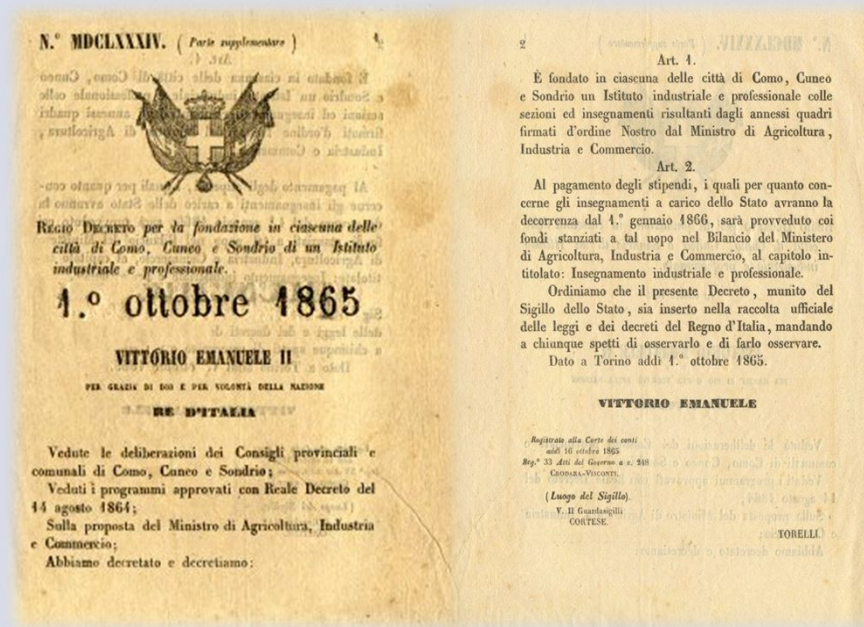 N.° MDCLXXXIV. (Parte supplementare) 1
REGIO DECRETO per la fondazione in ciascuna delle
città di Como, Cuneo e Sondrio di un Istituto
industriale e professionale.
1.° ottobre 1865
VITTORIO EMANUELE II
PER GRAZIA DI DIO E PER VOLONTÀ DELLA NAZIONE
RE D'ITALIA
Vedute le deliberazioni dei Consigli provinciali e
comunali di Como, Cuneo e Sondrio;
Veduti i programmi approvati con Reale Decreto del
14 agosto 1864;
Sulla proposta del Ministro di Agricoltura, Industria
e Commercio;
Abbiamo decretato e decretiamo:
2
Art. 1.
È fondato in ciascuna delle città di Como, Cuneo
e Sondrio un Istituto industriale e professionale colle
sezioni ed insegnamenti risultanti dagli annessi quadri
firmati d'ordine Nostro dal Ministro di Agricoltura,
Industria e Commercio.
Art. 2.
Al pagamento degli stipendi, i quali per quanto con-
cerne gli insegnamenti a carico dello Stato avranno la
decorrenza dal 1.° gennaio 1866, sarà provveduto coi
fondi stanziati a tal uopo nel Bilancio del Ministero
di Agricoltura, Industria e Commercio, al capitolo in-
titolato: Insegnamento industriale e professionale.
Ordiniamo che il presente Decreto, munito del
Sigillo dello Stato, sia inserto nella raccolta ufficiale
delle leggi e dei decreti del Regno d'Italia, mandando
a chiunque spetti di osservarlo e di farlo osservare.
Dato a Torino addì 1.° ottobre 1865.
VITTORIO EMANUELE
Registrato alla Corte dei conti
addì 16 ottobre 1865
Reg.° 33 Atti del Governo a c. 248
CRODARA-VISCONTI.
(Luogo del Sigillo).
V. Il Guardasigilli
CORTESE.
TORELLI.